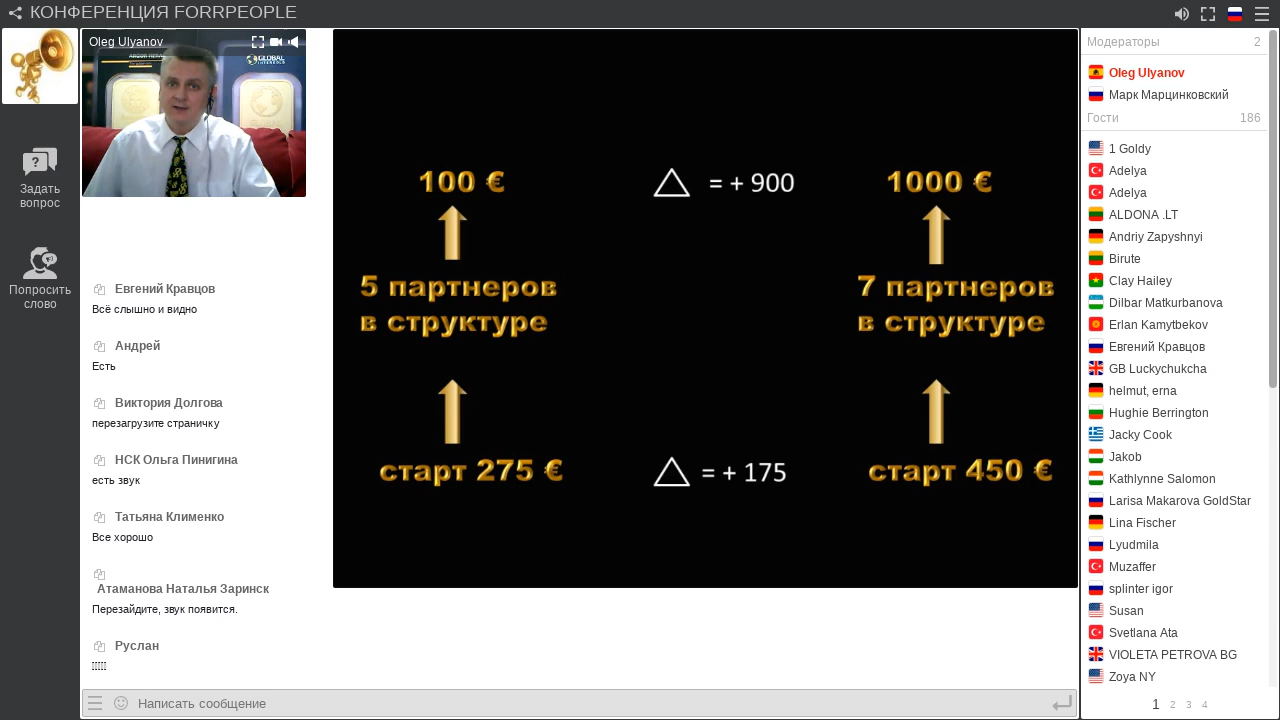 КОНФЕРЕНЦИЯ FORRPEOPLE
Задать
вопрос
Попросить
слово
Oleg Ulyanov
GLOBAL
INTERGOLD
Евгений Кравцов
Всё слышно и видно
Андрей
Есть
Виктория Долгова
перезагрузите страничку
НСК Ольга Пинигина
есть звук
Татьяна Клименко
Все хорошо
Атаманова Наталья Заринск
Перезайдите, звук появится.
Руслан
Написать сообщение
100 €
5 партнеров
в структуре
старт 275 €
△ = + 900
△ = + 175
1000 €
7 партнеров
в структуре
старт 450 €
Модераторы 2
Oleg Ulyanov
Марк Марцинковский
Гости 186
1 Goldy
Adelya
Adelya
ALDONA .LT
Andriy Zapyshnyi
Birute
Clay Hailey
Dilbar Matkurbanova
Erlan Kamytbekov
Евгений Кравцов
GB Luckychukcha
helmut, erna
Hughie Berrington
Jacky Cook
Jakob
Kathlynne Salomon
Larisa Makarova GoldStar
Lina Fischer
Lyudmila
Muzaffer
splinter igor
Susan
Svetlana Ata
VIOLETA PETROVA BG
Zoya NY
1 2 3 4